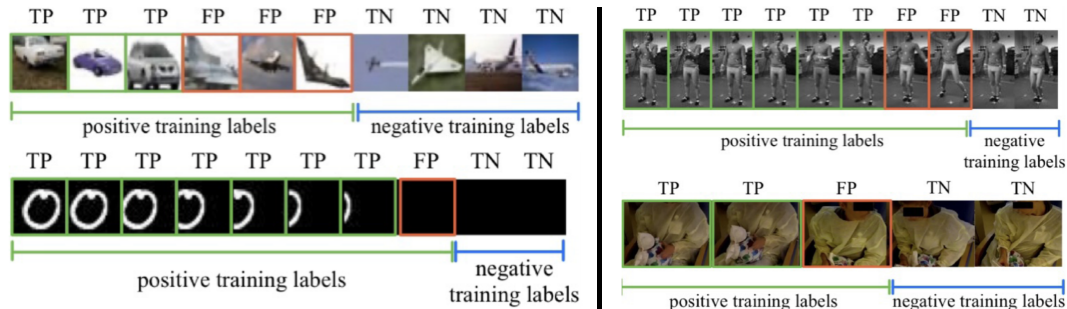 TP TP TP FP FP FP TN TN TN TN
positive training labels negative training labels
TP TP TP TP TP TP TP FP TN TN
positive training labels negative
training labels
TP TP TP TP TP TP FP FP TN TN
positive training labels negative
training labels
TP TP FP TN TN
positive training labels negative training labels